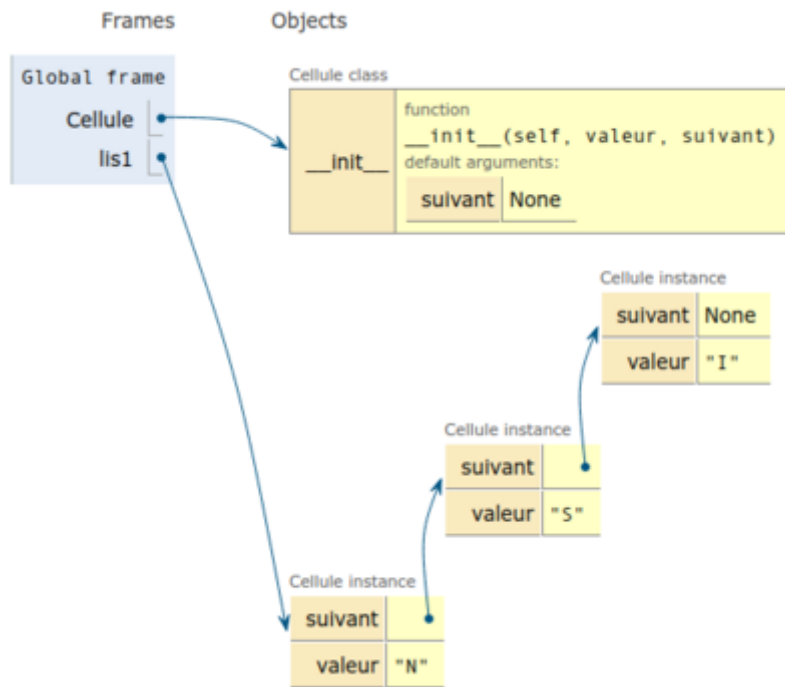 Frames Objects
Global frame
Cellule
lis1
Cellule class
__init__
function
__init__(self, valeur, suivant)
default arguments:
suivant None
Cellule instance
suivant None
valeur "I"
Cellule instance
suivant
valeur "S"
Cellule instance
suivant
valeur "N"